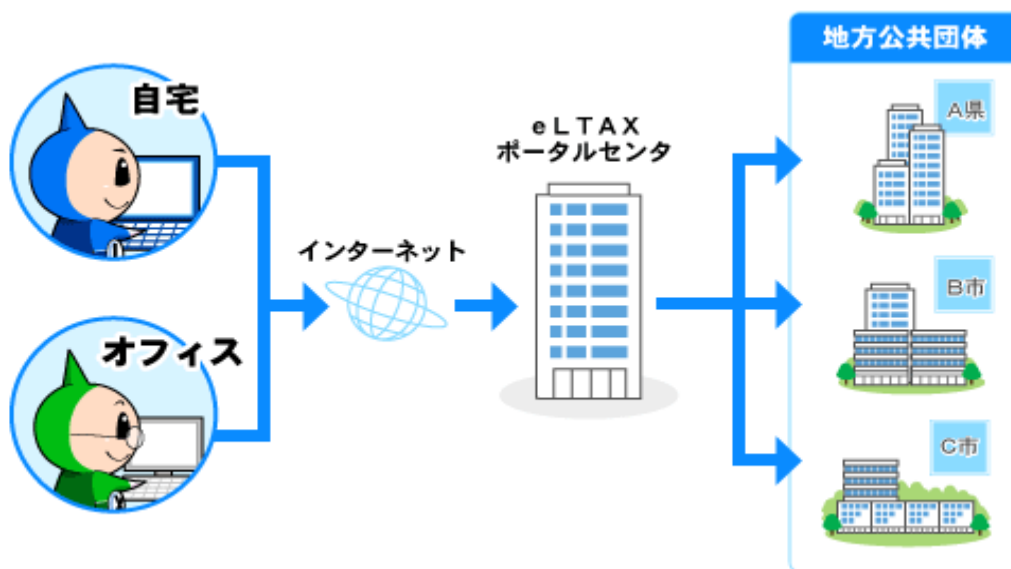 自宅
オフィス
インターネット
eLTAX
ポータルセンタ
地方公共団体
A県
B市
C市